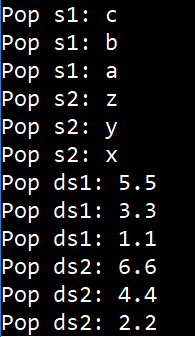 Pop s1: c
Pop s1: b
Pop s1: a
Pop s2: z
Pop s2: y
Pop s2: x
Pop ds1: 5.5
Pop ds1: 3.3
Pop ds1: 1.1
Pop ds2: 6.6
Pop ds2: 4.4
Pop ds2: 2.2